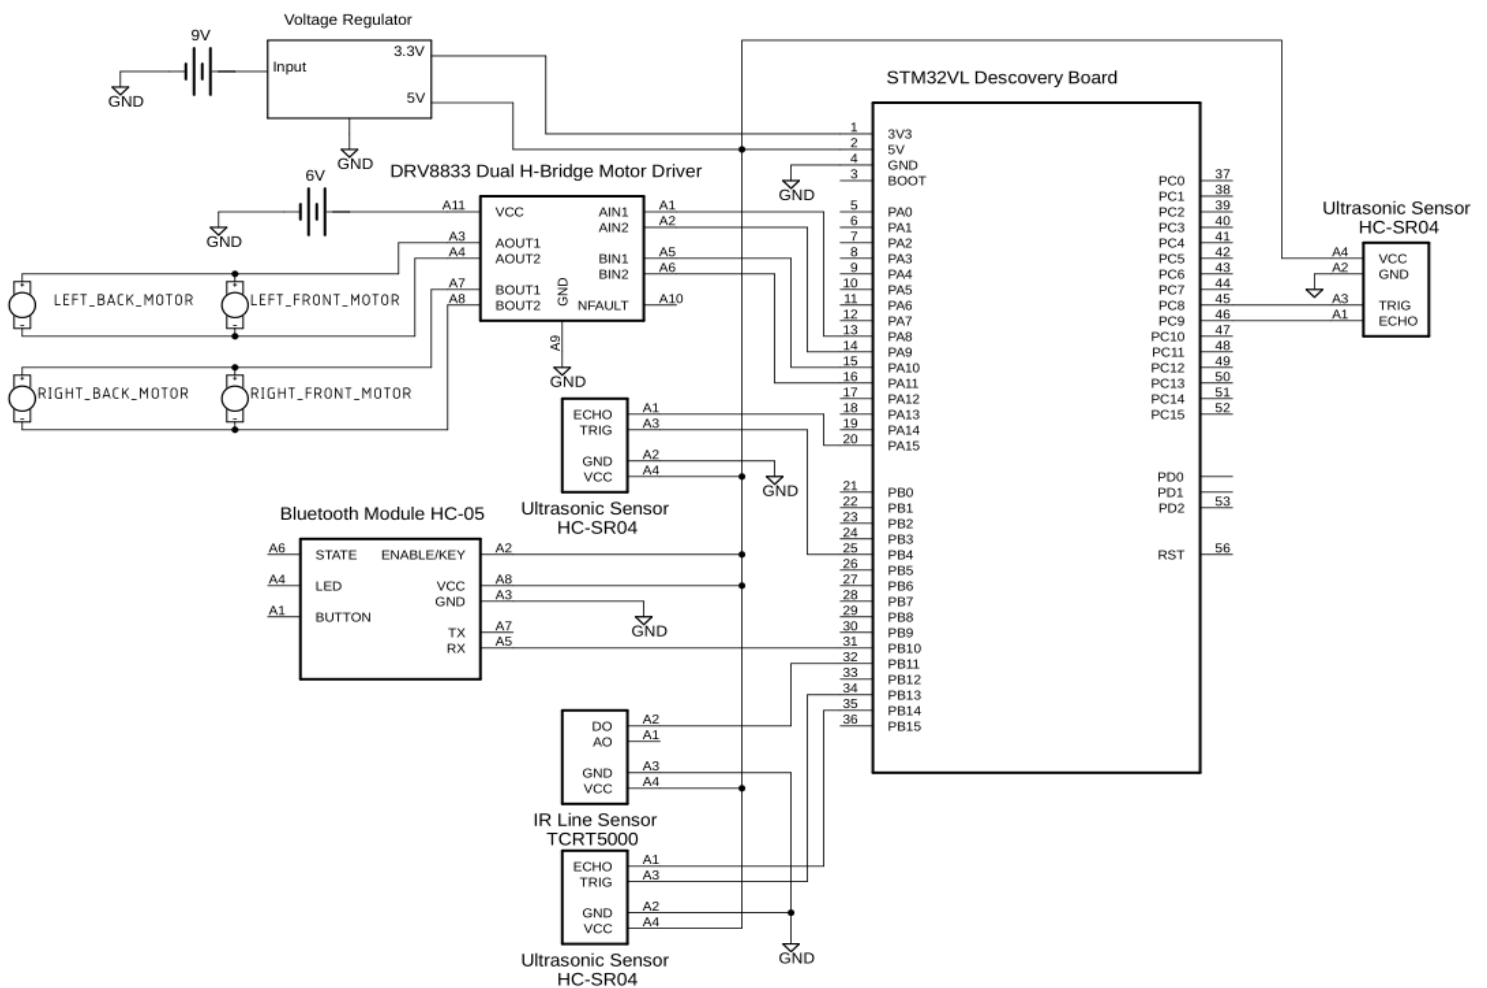 Voltage Regulator
9V
Input
3.3V
5V
GND
GND
STM32VL Descovery Board
DRV8833 Dual H-Bridge Motor Driver
6V
GND
A11
A3
A4
A7
A8
VCC
AOUT1
AOUT2
BOUT1
BOUT2
GND
AIN1
AIN2
BIN1
BIN2
NFAULT
A1
A2
A5
A6
A10
A9
GND
LEFT_BACK_MOTOR
LEFT_FRONT_MOTOR
RIGHT_BACK_MOTOR
RIGHT_FRONT_MOTOR
+
-
+
-
+
-
+
-
GND
1 3V3
2 5V
4 GND
3 BOOT
5 PA0
6 PA1
7 PA2
8 PA3
9 PA4
10 PA5
11 PA6
12 PA7
13 PA8
14 PA9
15 PA10
16 PA11
17 PA12
18 PA13
19 PA14
20 PA15
21 PB0
22 PB1
23 PB2
24 PB3
25 PB4
26 PB5
27 PB6
28 PB7
29 PB8
30 PB9
31 PB10
32 PB11
33 PB12
34 PB13
35 PB14
36 PB15
PC0 37
PC1 38
PC2 39
PC3 40
PC4 41
PC5 42
PC6 43
PC7 44
PC8 45
PC9 46
PC10 47
PC11 48
PC12 49
PC13 50
PC14 51
PC15 52
PD0
PD1
PD2 53
RST 56
Ultrasonic Sensor
HC-SR04
A4 VCC
A2 GND
A3 TRIG
A1 ECHO
ECHO A1
TRIG A3
GND A2
VCC A4
GND
Ultrasonic Sensor
HC-SR04
Bluetooth Module HC-05
A6 STATE
A4 LED
A1 BUTTON
ENABLE/KEY A2
VCC A8
GND A3
TX A7
RX A5
GND
DO A2
AO A1
GND A3
VCC A4
IR Line Sensor
TCRT5000
ECHO A1
TRIG A3
GND A2
VCC A4
GND
Ultrasonic Sensor
HC-SR04